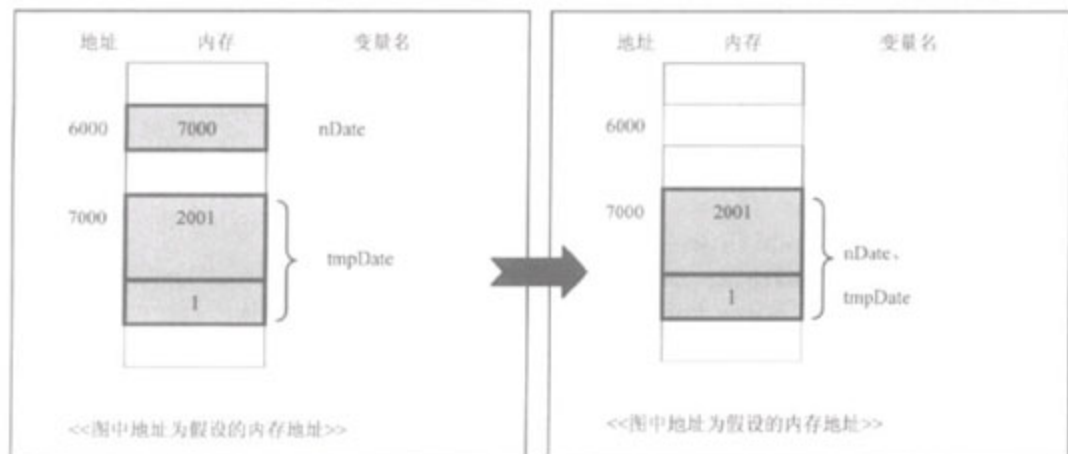 地址 内存 变量名
6000 7000 nDate
7000 2001
tmpDate
1
<<图中地址为假设的内存地址>>
地址 内存 变量名
6000
7000 2001
nDate、
1 tmpDate
<<图中地址为假设的内存地址>>